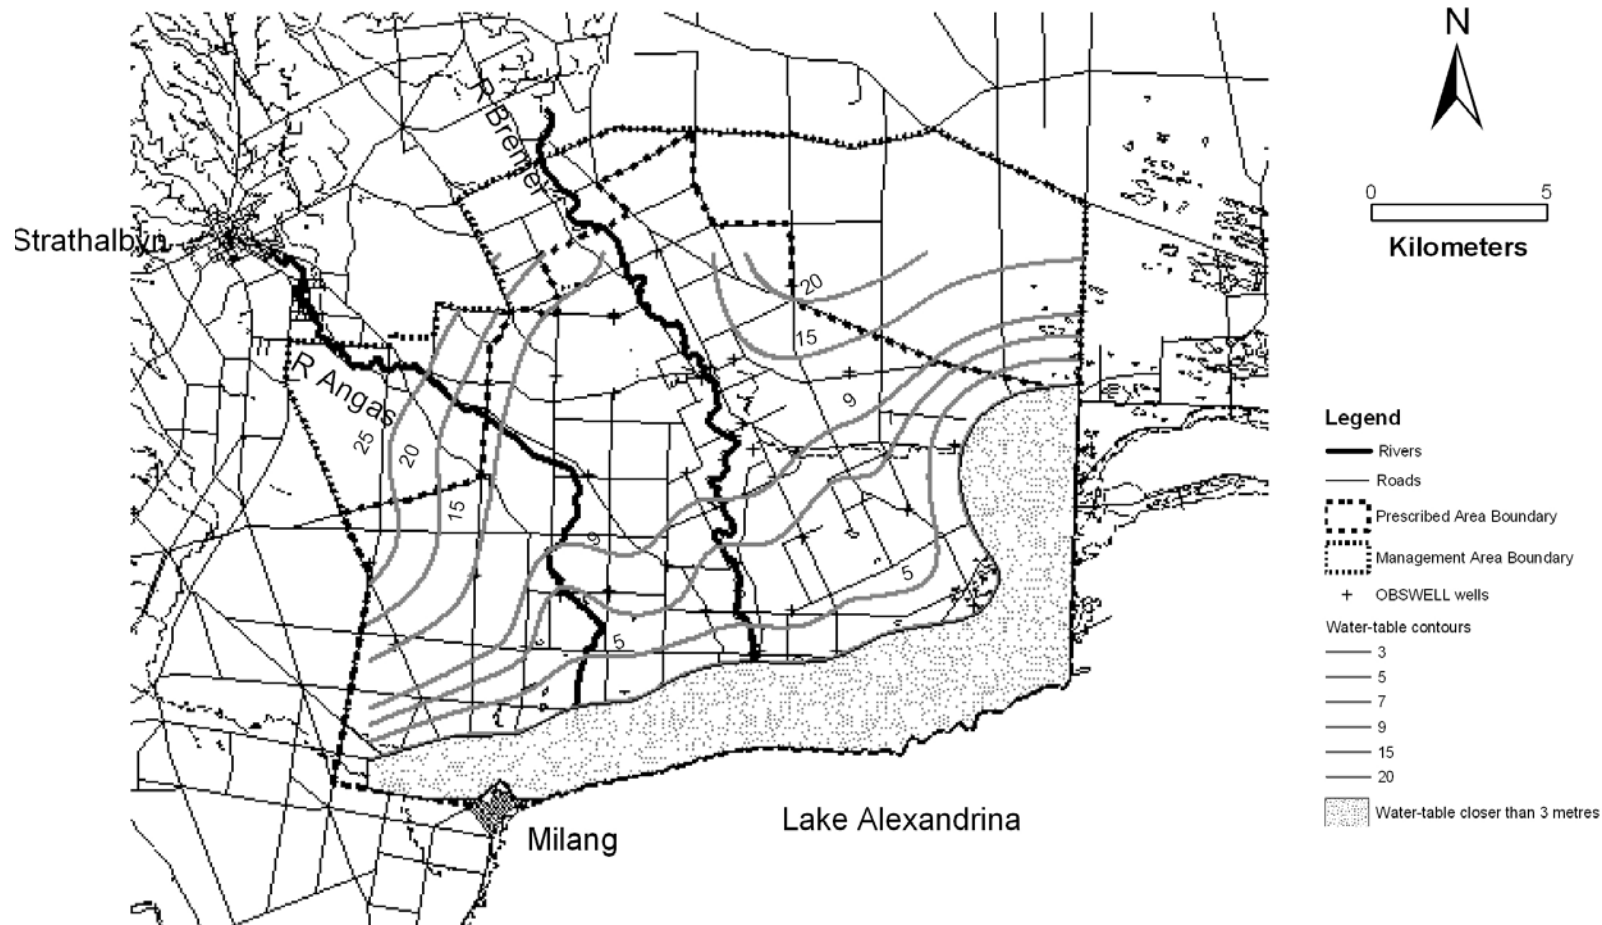 N
R Bremer
0 5
Kilometers
Strathalbyn
20
15
R Angas
9
25
20
15
9
5
5
Lake Alexandrina
Milang
Legend
Rivers
Roads
Prescribed Area Boundary
Management Area Boundary
OBSWELL wells
Water-table contours
3
5
7
9
15
20
Water-table closer than 3 metres